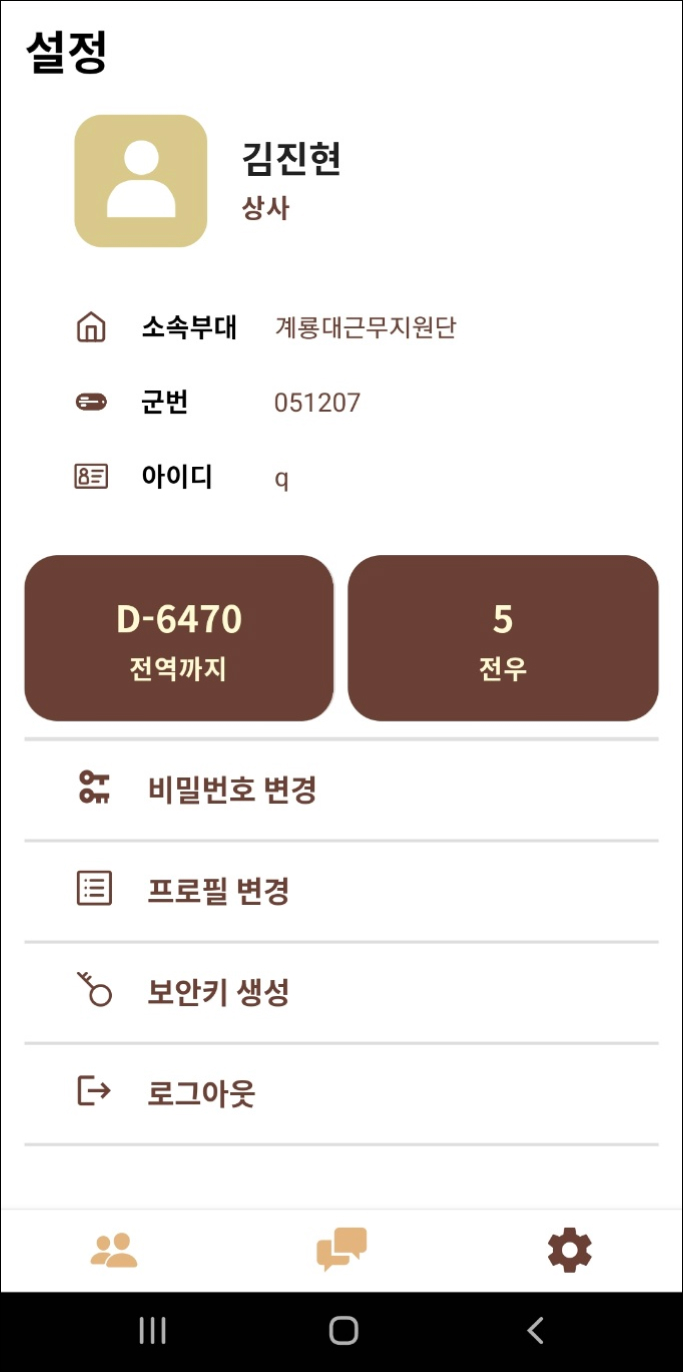 설정
김진현
상사
소속부대 계룡대근무지원단
군번 051207
아이디 q
D-6470
전역까지
5
전우
비밀번호 변경
프로필 변경
보안키 생성
로그아웃